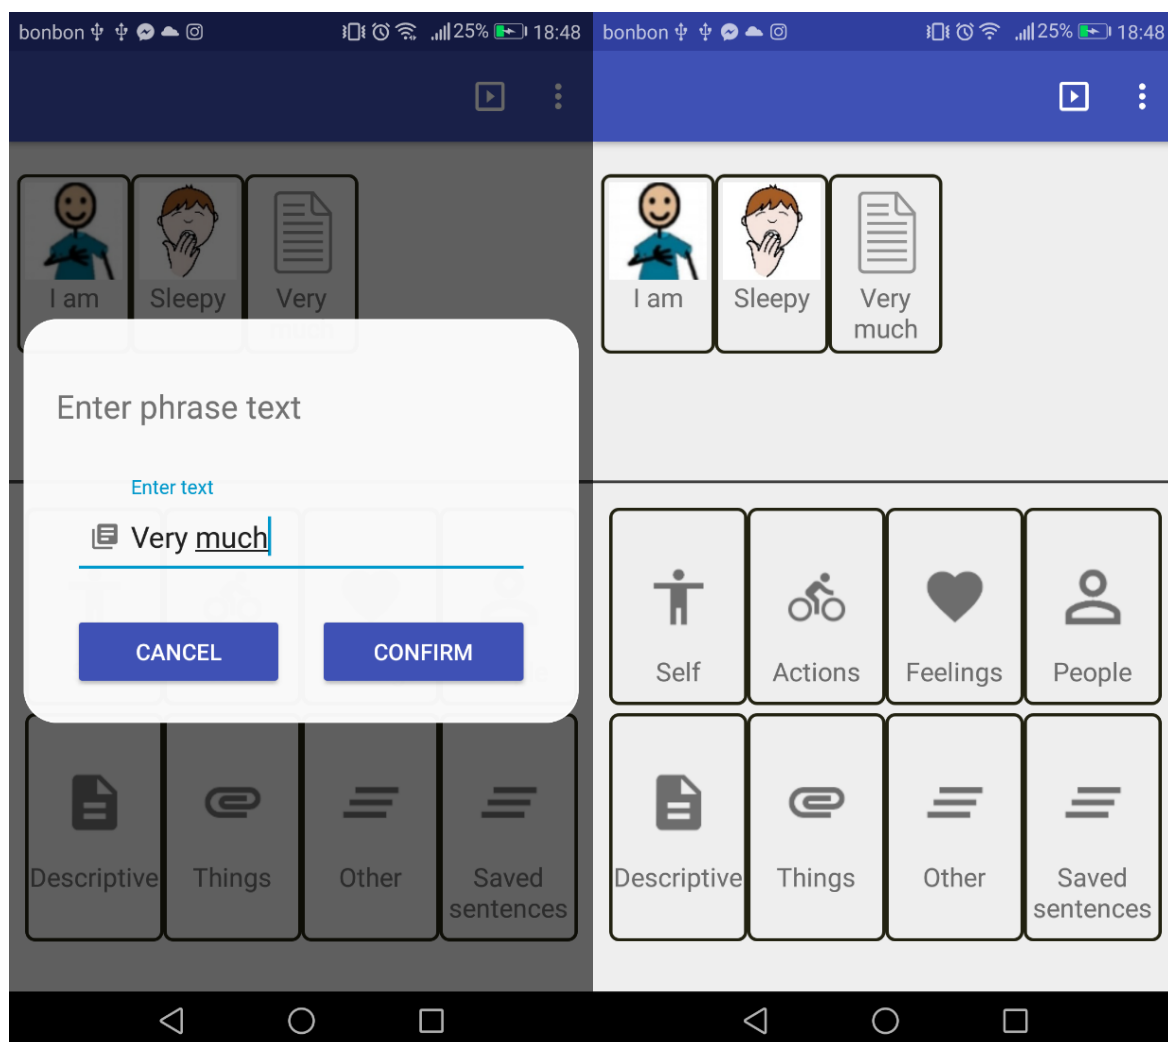 bonbon 25% 18:48
I am Sleepy Very
much
Enter phrase text
Enter text
Very much
CANCEL CONFIRM
Descriptive Things Other Saved
sentences
bonbon 25% 18:48
I am Sleepy Very
much
Self Actions Feelings People
Descriptive Things Other Saved
sentences